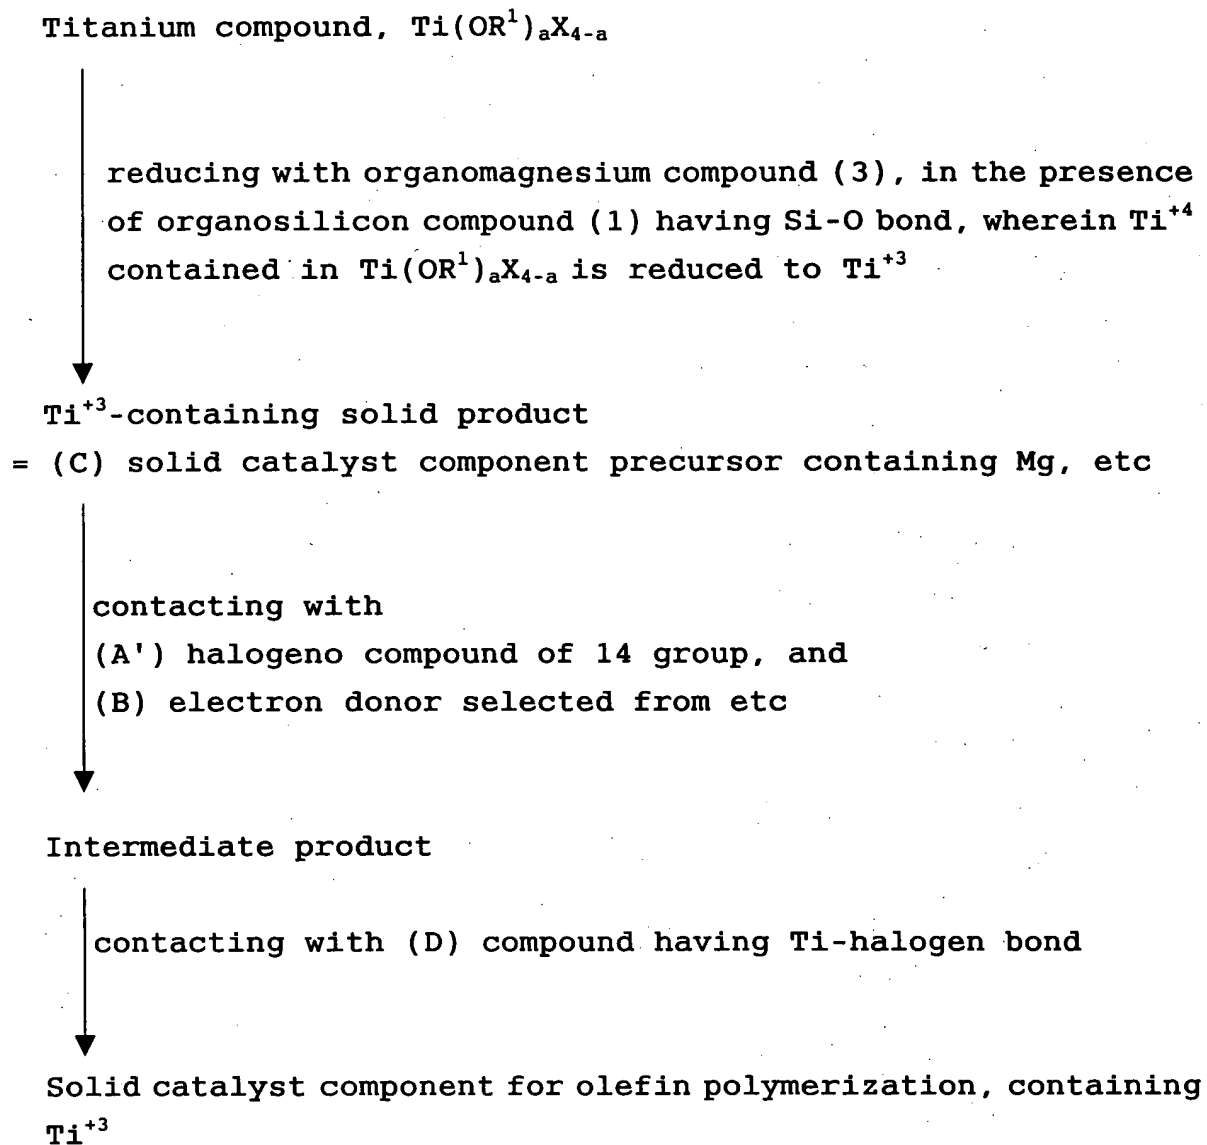 Titanium compound, Ti(OR¹)ₐX₄₋ₐ
reducing with organomagnesium compound (3), in the presence
of organosilicon compound (1) having Si-O bond, wherein Ti⁺⁴
contained in Ti(OR¹)ₐX₄₋ₐ is reduced to Ti⁺³
Ti⁺³-containing solid product
= (C) solid catalyst component precursor containing Mg, etc
contacting with
(A') halogeno compound of 14 group, and
(B) electron donor selected from etc
Intermediate product
contacting with (D) compound having Ti-halogen bond
Solid catalyst component for olefin polymerization, containing
Ti⁺³